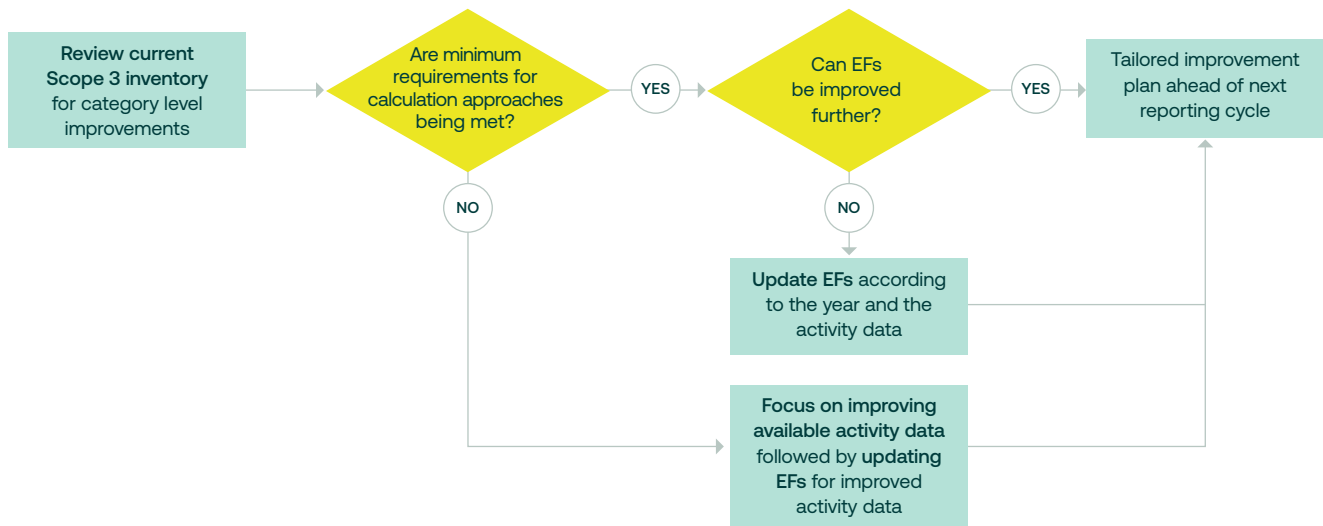 Review current
Scope 3 inventory
for category level
improvements
Are minimum
requirements for
calculation approaches
being met?
YES
Can EFs
be improved
further?
YES
Tailored improvement
plan ahead of next
reporting cycle
NO
NO
Update EFs according
to the year and the
activity data
Focus on improving
available activity data
followed by updating
EFs for improved
activity data